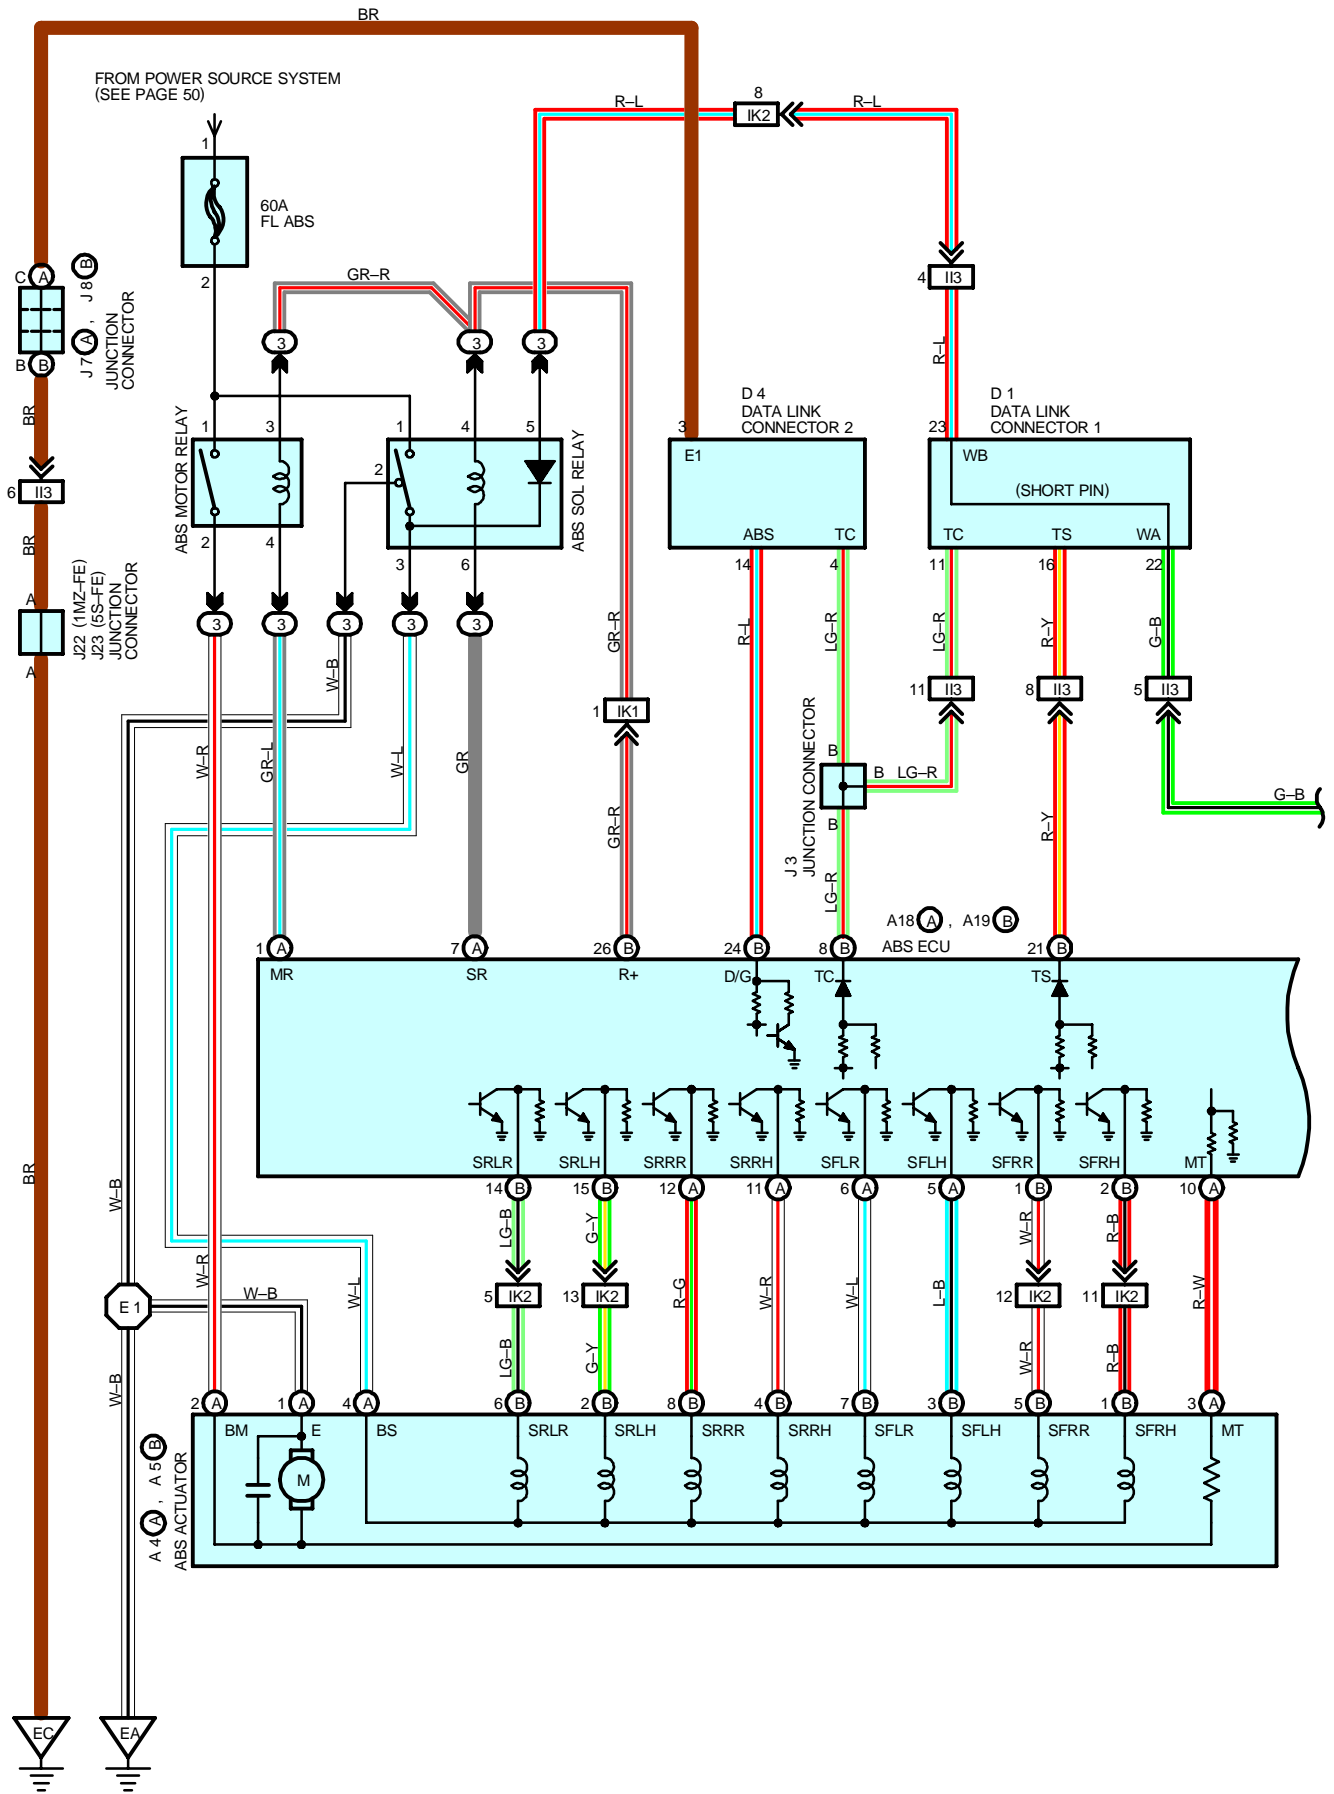 BR
FROM POWER SOURCE SYSTEM
(SEE PAGE 50)
8
R–L
IK2
R–L
1
60A
FL ABS
C A
J 7 A , J 8 B
JUNCTION
CONNECTOR
B B
2
GR–R
4 II3
3
3
3
R–L
BR
D 4
DATA LINK
CONNECTOR 2
D 1
DATA LINK
CONNECTOR 1
1
3
1
4
5
3
23
ABS MOTOR RELAY
2
ABS SOL RELAY
E1
WB
(SHORT PIN)
6 II3
ABS
TC
TC
TS
WA
2
4
3
6
14
4
11
16
22
BR
A
J22 (1MZ–FE)
J23 (5S–FE)
JUNCTION
CONNECTOR
A
3
3
3
3
3
GR–R
R–L
LG–R
LG–R
R–Y
G–B
W–B
11 II3
8 II3
5 II3
1 IK1
W–R
GR–L
W–L
GR
J 3
JUNCTION CONNECTOR
B
B LG–R
B
G–B
GR–R
R–Y
LG–R
A18 A , A19 B
ABS ECU
1 A
7 A
26 B
24 B
8 B
21 B
MR
SR
R+
D/G
TC
TS
SRLR
SRLH
SRRR
SRRH
SFLR
SFLH
SFRR
SFRH
MT
14 B
15 B
12 A
11 A
6 A
5 A
1 B
2 B
10 A
BR
W–B
LG–B
G–Y
W–R
R–B
W–R
W–L
R–G
W–R
W–L
L–B
R–W
5 IK2
13 IK2
12 IK2
11 IK2
E 1
W–B
W–B
LG–B
G–Y
W–R
R–B
2 A
1 A
4 A
6 B
2 B
8 B
4 B
7 B
3 B
5 B
1 B
3 A
BM
E
BS
SRLR
SRLH
SRRR
SRRH
SFLR
SFLH
SFRR
SFRH
MT
M
A 4 A , A 5 B
ABS ACTUATOR
EC
EA